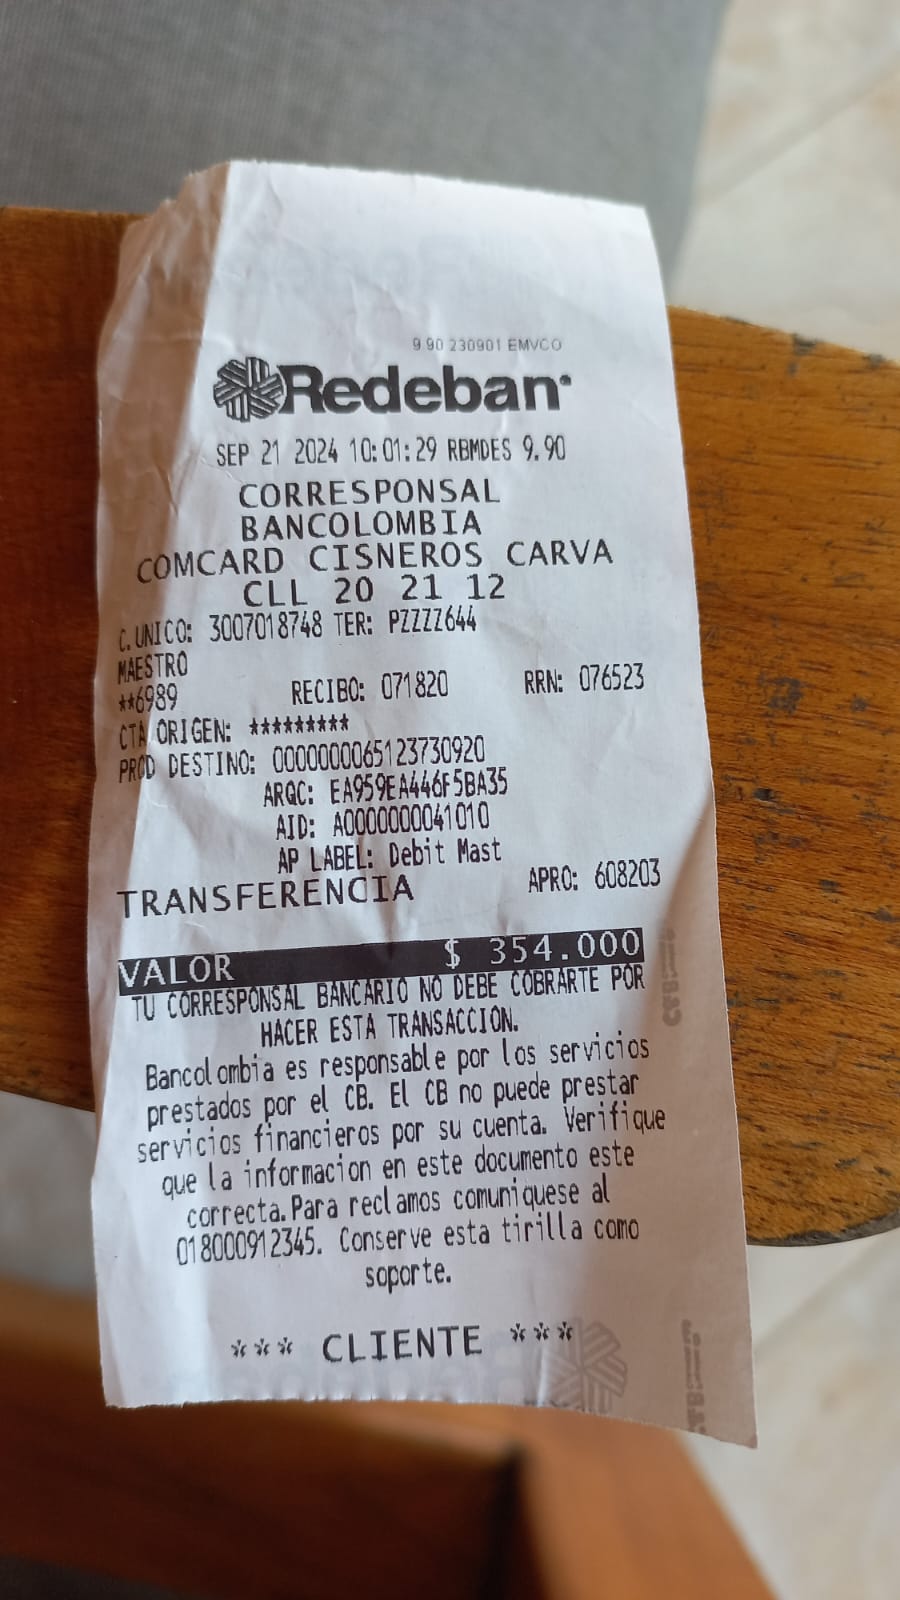 9.90 230901 EMVCO
Redeban
SEP 21 2024 10:01:29 RBMDES 9.90
CORRESPONSAL
BANCOLOMBIA
COMCARD CISNEROS CARVA
CLL 20 21 12
C. UNICO: 3007018748 TER: PZZZZ644
MAESTRO
**6989 RECIBO: 071820 RRN: 076523
CTA ORIGEN: *********
PROD DESTINO: 0000000065123730920
ARQC: EA959EA446F5BA35
AID: A0000000041010
AP LABEL: Debit Mast
TRANSFERENCIA APRO: 608203
VALOR $ 354.000
TU CORRESPONSAL BANCARIO NO DEBE COBRARTE POR
HACER ESTA TRANSACCION.
Bancolombia es responsable por los servicios
prestados por el CB. El CB no puede prestar
servicios financieros por su cuenta. Verifique
que la informacion en este documento este
correcta.Para reclamos comuniquese al
018000912345. Conserve esta tirilla como
soporte.
*** CLIENTE ***